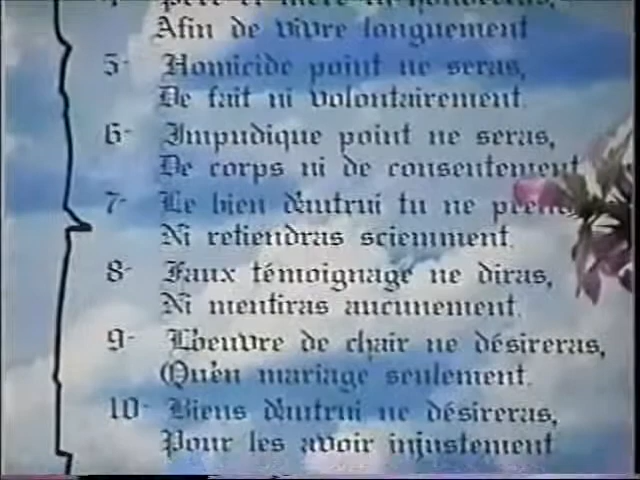 Afin de vivre longuement
5- Homicide point ne seras,
De fait ni volontairement
6- Impudique point ne seras,
De corps ni de consentement
7- Le bien d'autrui tu ne
Ni retiendras sciemment.
8- Faux témoignage ne diras,
Ni mentiras aucunement.
9- L'oeuvre de chair ne désireras,
Qu'en mariage seulement.
10- Biens d'autrui ne désireras,
Pour les avoir injustement